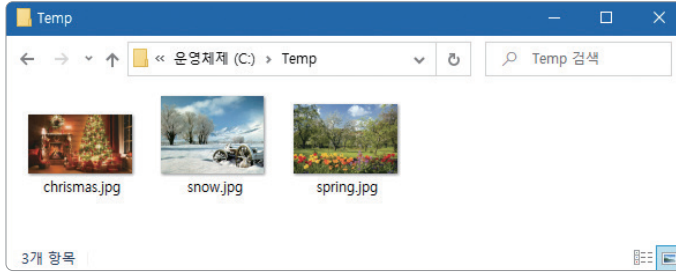 Temp
« 운영체제 (C:) › Temp
Temp 검색
chrismas.jpg
snow.jpg
spring.jpg
3개 항목